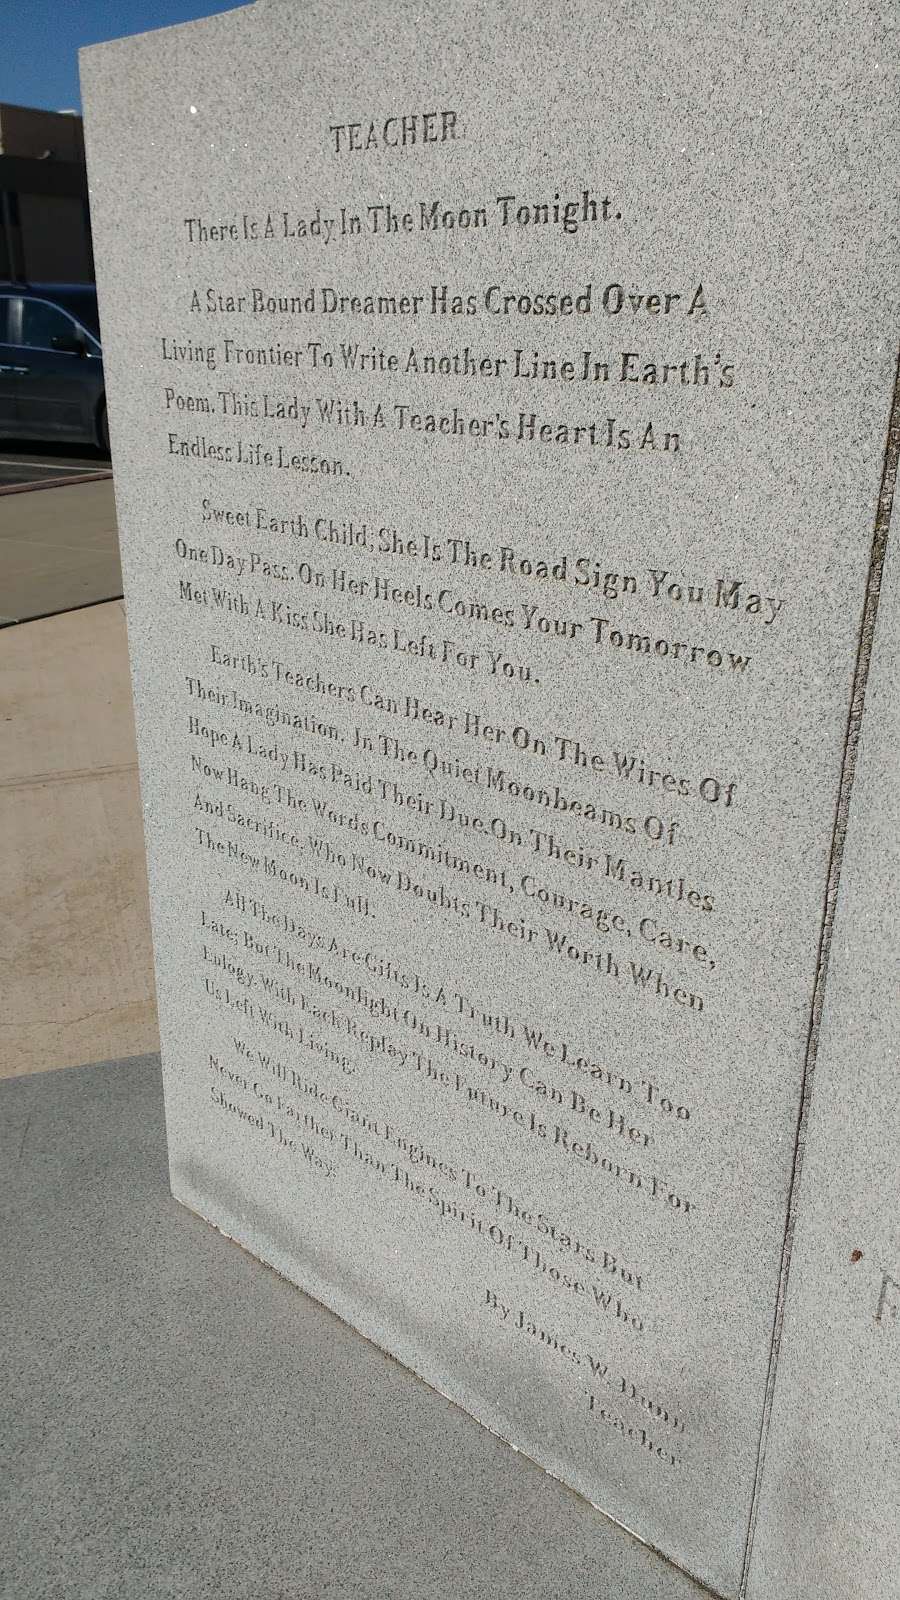 TEACHER
There Is A Lady In The Moon Tonight.
A Star Bound Dreamer Has Crossed Over A
Living Frontier To Write Another Line In Earth's
Poem. This Lady With A Teacher's Heart Is An
Endless Life Lesson.
Sweet Earth Child, She Is The Road Sign You May
One Day Pass. On Her Heels Comes Your Tomorrow
Met With A Kiss She Has Left For You.
Earth's Teachers Can Hear Her On The Wires Of
Their Imagination. In The Quiet Moonbeams Of
Hope A Lady Has Paid Their Due. On Their Mantles
Now Hang The Words Commitment, Courage, Care,
And Sacrifice. Who Now Doubts Their Worth When
The New Moon Is Full.
All The Days Are Gifts Is A Truth We Learn Too
Late; But The Moonlight On History Can Be Her
Eulogy. With Each Replay The Future Is Reborn For
Us Left With Living.
We Will Ride Giant Engines To The Stars But
Never Go Farther Than The Spirit Of Those Who
Showed The Way.
By James W.
Teacher